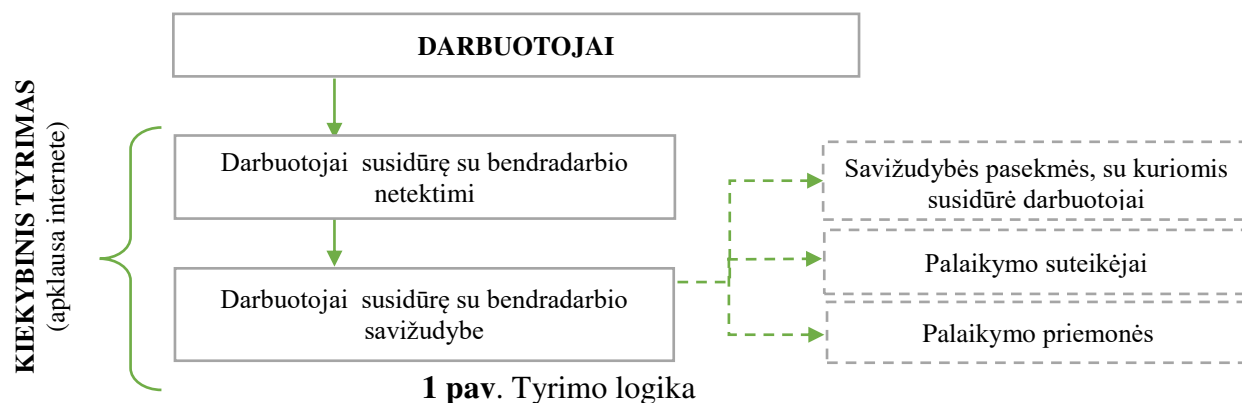 DARBUOTOJAI
KIEKYBINIS TYRIMAS
(apklausa internete)
Darbuotojai susidūrę su bendradarbio
netektimi
Darbuotojai susidūrę su bendradarbio
savižudybe
Savižudybės pasekmės, su kuriomis
susidūrė darbuotojai
Palaikymo suteikėjai
Palaikymo priemonės
1 pav. Tyrimo logika